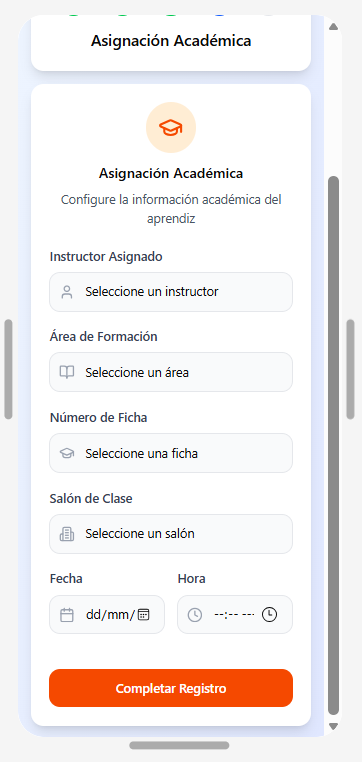 Asignación Académica
Asignación Académica
Configure la información académica del
aprendiz
Instructor Asignado
Seleccione un instructor
Área de Formación
Seleccione un área
Número de Ficha
Seleccione una ficha
Salón de Clase
Seleccione un salón
Fecha Hora
dd/mm/ --:-- --
Completar Registro